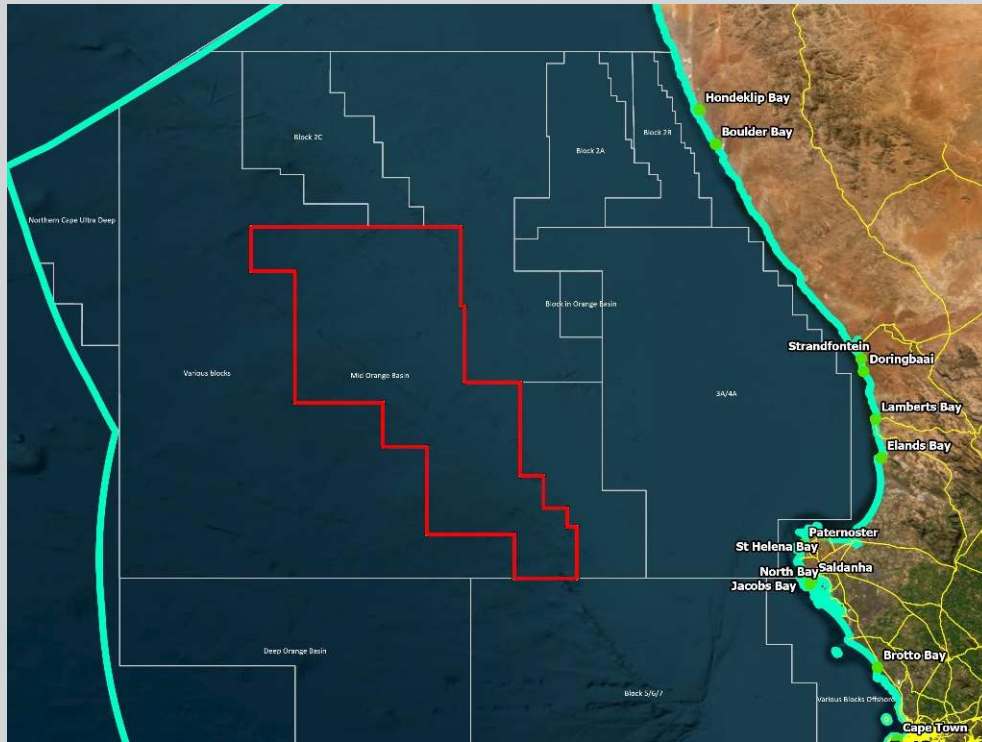 Hondeklip Bay
Block 2C
Block 2B
Boulder Bay
Block 2A
Northern Cape Ultra Deep
Block in Orange Basin
Strandfontein
Doringbaai
Various blocks
Mid Orange Basin
3A/4A
Lamberts Bay
Elands Bay
Paternoster
St Helena Bay
North Bay
Saldanha
Jacobs Bay
Deep Orange Basin
Brotto Bay
Block 5/6/7
Various Blocks Offshore
Cape Town